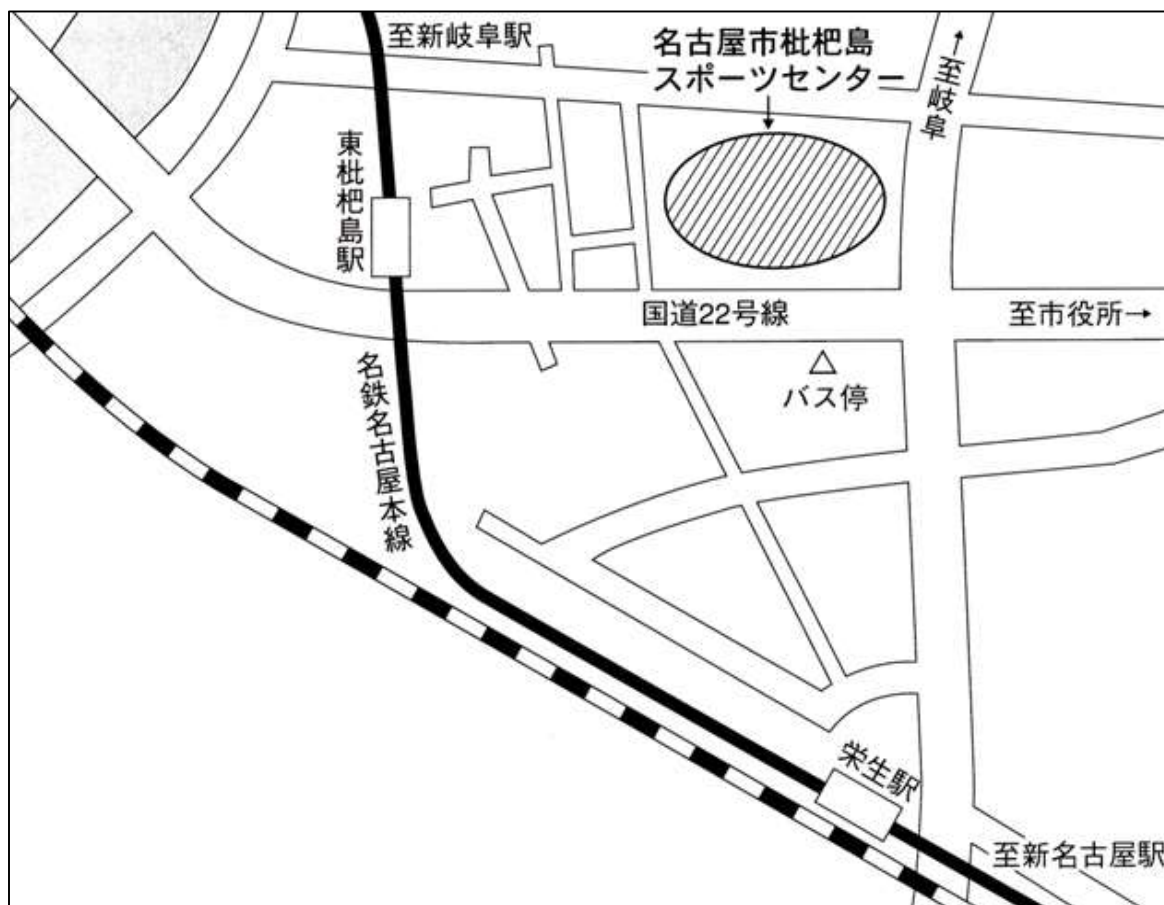 至新岐阜駅
名古屋市枇杷島
スポーツセンター
↑至岐阜
東枇杷島駅
国道22号線
至市役所→
△
バス停
名鉄名古屋本線
栄生駅
至新名古屋駅